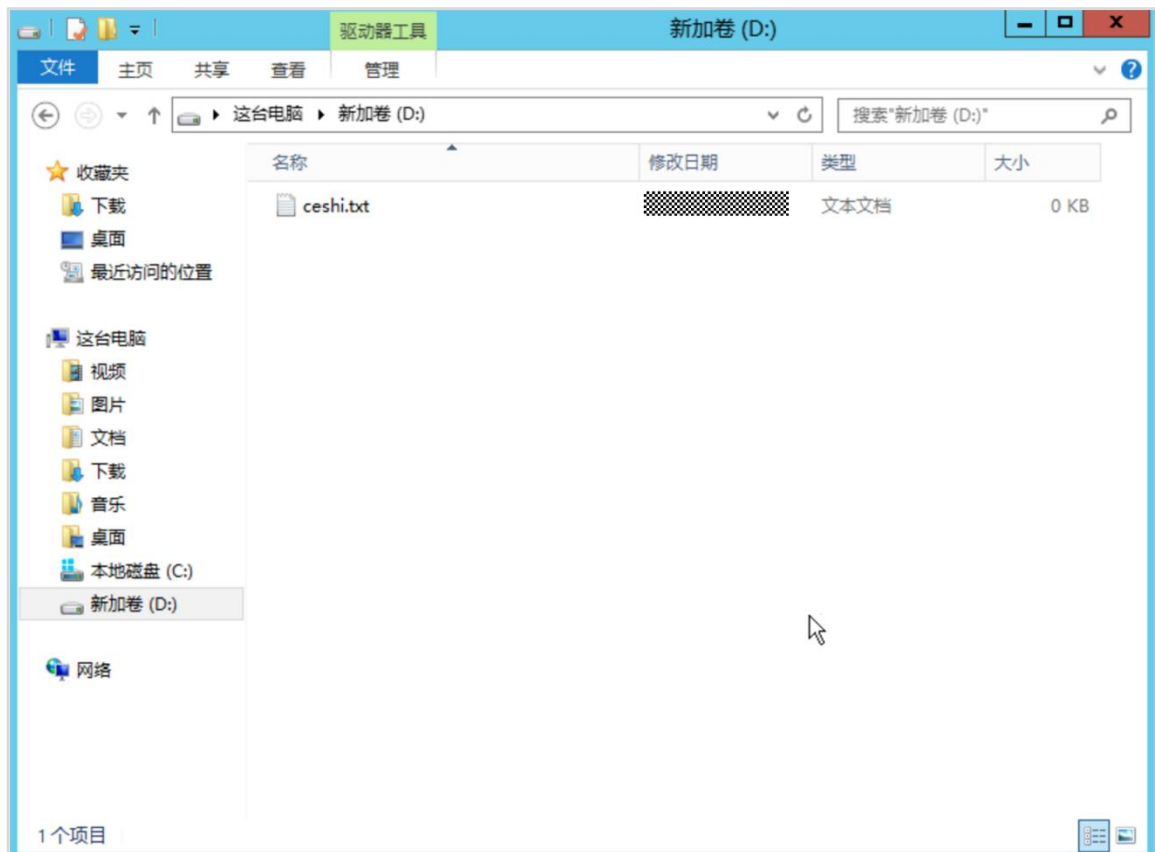 驱动器工具
新加卷 (D:)
文件 主页 共享 查看 管理
这台电脑 新加卷 (D:)
搜索"新加卷 (D:)"
名称 修改日期 类型 大小
ceshi.txt 文本文档 0 KB
收藏夹
下载
桌面
最近访问的位置
这台电脑
视频
图片
文档
下载
音乐
桌面
本地磁盘 (C:)
新加卷 (D:)
网络
1 个项目